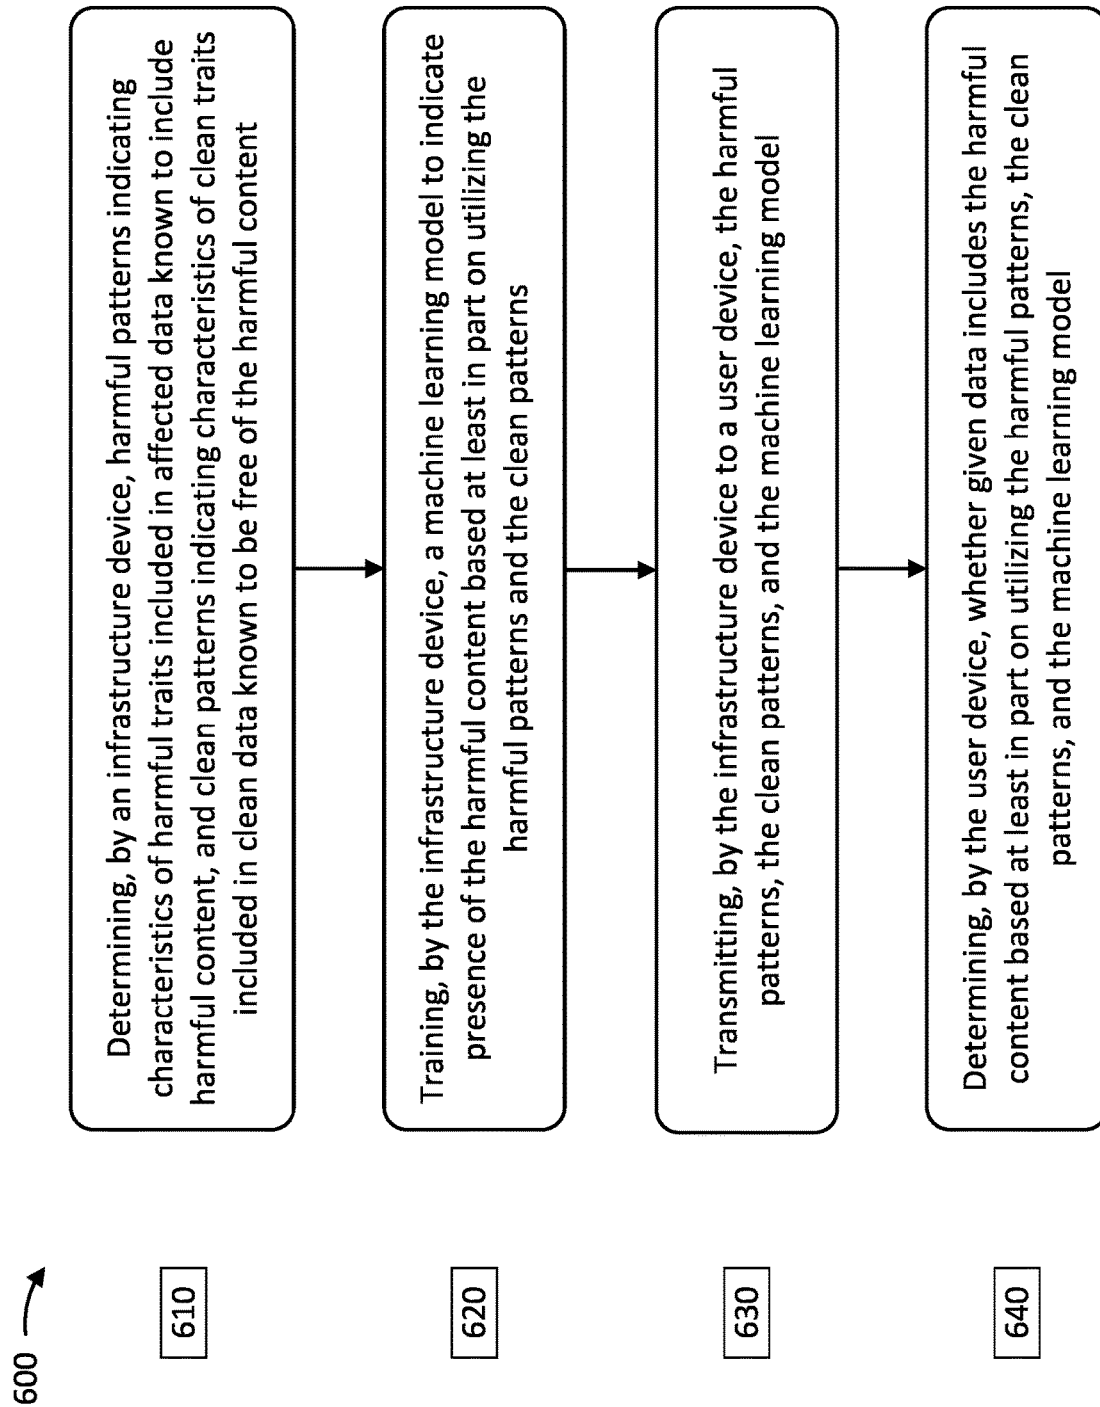 600
610
Determining, by an infrastructure device, harmful patterns indicating
characteristics of harmful traits included in affected data known to include
harmful content, and clean patterns indicating characteristics of clean traits
included in clean data known to be free of the harmful content
620
Training, by the infrastructure device, a machine learning model to indicate
presence of the harmful content based at least in part on utilizing the
harmful patterns and the clean patterns
630
Transmitting, by the infrastructure device to a user device, the harmful
patterns, the clean patterns, and the machine learning model
640
Determining, by the user device, whether given data includes the harmful
content based at least in part on utilizing the harmful patterns, the clean
patterns, and the machine learning model